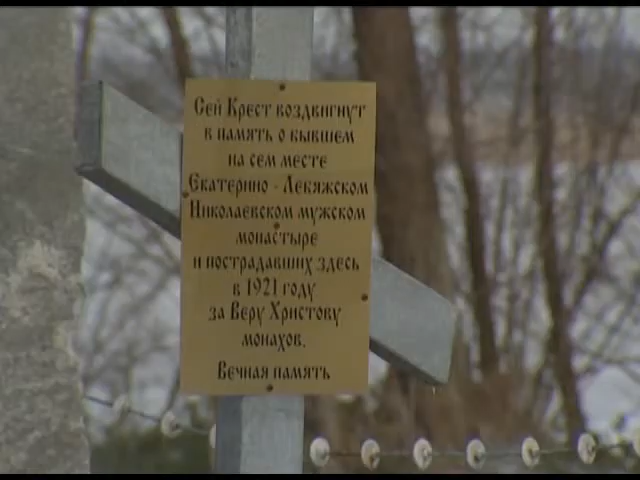 Сей Крест воздвигнут
в память о бывшем
на сем месте
Екатерино - Лебяжском
Николаевском мужском
монастыре
и пострадавших здесь
в 1921 году
за Веру Христову
монахов.
Вечная память